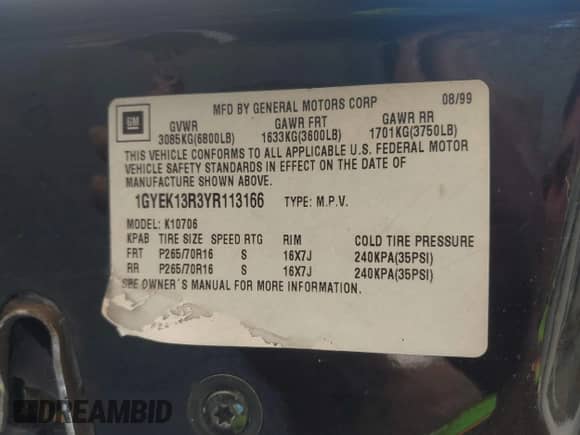 MFD BY GENERAL MOTORS CORP 08/99
GM
GVWR GAWR FRT GAWR RR
3085KG(6800LB) 1633KG(3600LB) 1701KG(3750LB)
THIS VEHICLE CONFORMS TO ALL APPLICABLE U.S. FEDERAL MOTOR
VEHICLE SAFETY STANDARDS IN EFFECT ON THE DATE OF
MANUFACTURE SHOWN ABOVE.
1GYEK13R3YR113166 TYPE: M.P.V.
MODEL: K10706
KPAB TIRE SIZE SPEED RTG RIM COLD TIRE PRESSURE
FRT P265/70R16 S 16X7J 240KPA(35PSI)
RR P265/70R16 S 16X7J 240KPA(35PSI)
SEE OWNER'S MANUAL FOR MORE INFORMATION.
DREAMBID